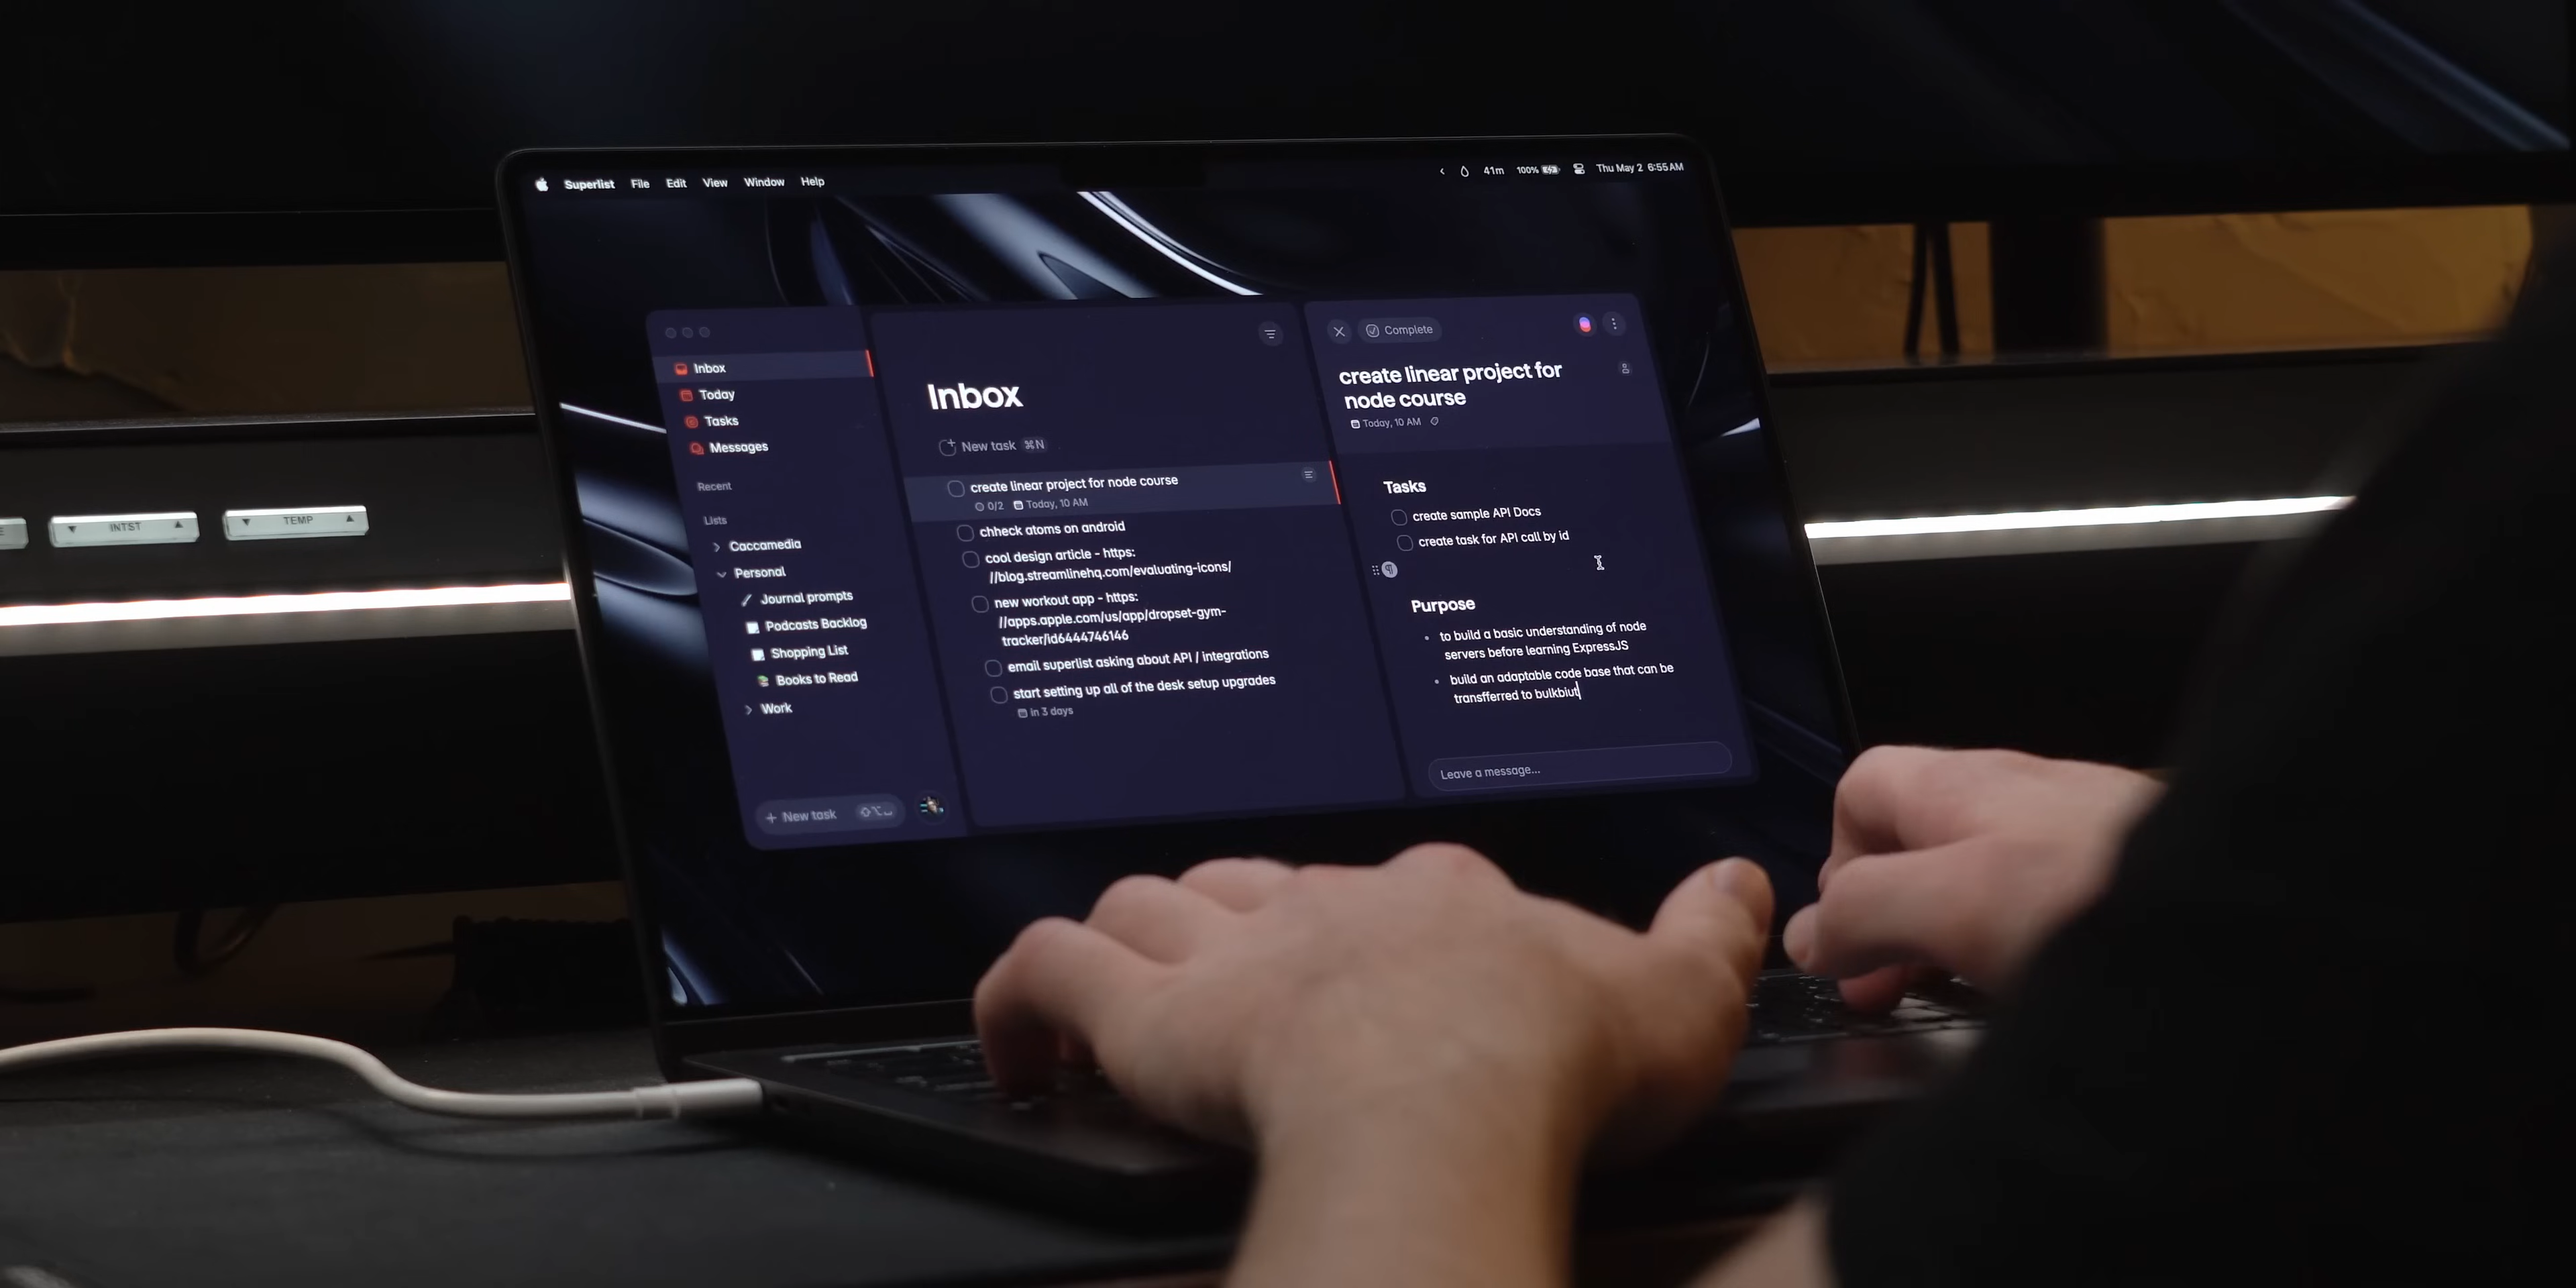 Superlist File Edit View Window Help
41m 100% Thu May 2 6:55 AM
Inbox
Today
Tasks
Messages
Recent
Lists
Caccamedia
Personal
Journal prompts
Podcasts Backlog
Shopping List
Books to Read
Work
+ New task
Inbox
New task ⌘N
create linear project for node course
0/2 Today, 10 AM
chheck atoms on android
cool design article - https:
//blog.streamlinehq.com/evaluating-icons/
new workout app - https:
//apps.apple.com/us/app/dropset-gym-
tracker/id6444746146
email superlist asking about API / integrations
start setting up all of the desk setup upgrades
in 3 days
Complete
create linear project for
node course
Today, 10 AM
Tasks
create sample API Docs
create task for API call by id
Purpose
• to build a basic understanding of node
servers before learning ExpressJS
• build an adaptable code base that can be
transfferred to bulkbiut
Leave a message...
INTST
TEMP